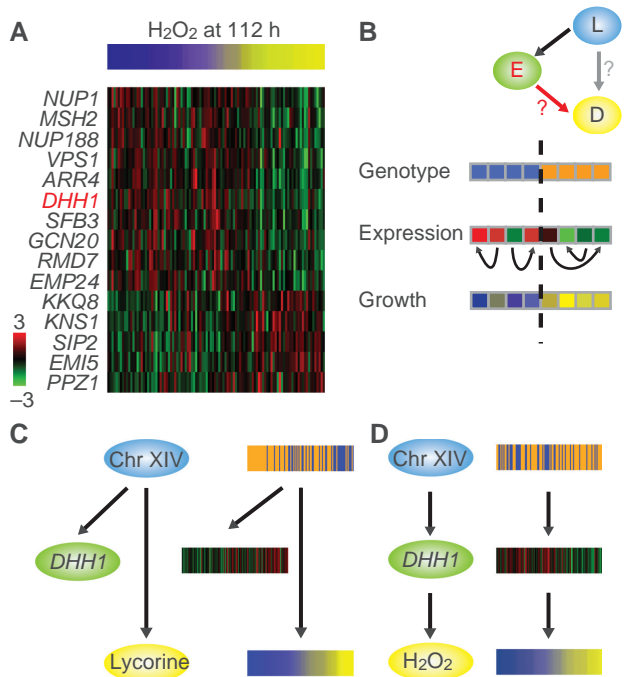 A
H2O2 at 112 h
NUP1
MSH2
NUP188
VPS1
ARR4
DHH1
SFB3
GCN20
RMD7
EMP24
KKQ8
KNS1
SIP2
EMI5
PPZ1
3
–3
B
L
E
?
?
D
Genotype
Expression
Growth
C
Chr XIV
DHH1
Lycorine
D
Chr XIV
DHH1
H2O2